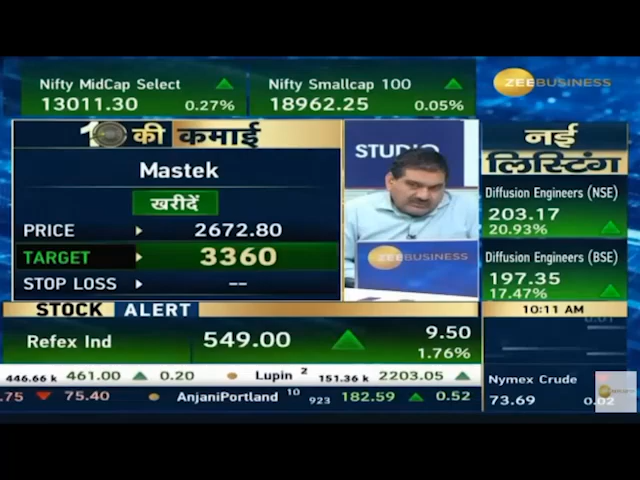 Nifty MidCap Select
13011.30 0.27%
Nifty Smallcap 100
18962.25 0.05%
ZEEBUSINESS
की कमाई
Mastek
खरीदें
PRICE 2672.80
TARGET 3360
STOP LOSS --
STUDIO
ZEEBUSINESS
नई
लिस्टिंग
Diffusion Engineers (NSE)
203.17
20.93%
Diffusion Engineers (BSE)
197.35
17.47%
10:11 AM
STOCK ALERT
Refex Ind 549.00 9.50
1.76%
446.66 k 461.00 0.20 Lupin 2 151.36 k 2203.05
.75 75.40 AnjaniPortland 10 923 182.59 0.52
Nymex Crude
73.69 0.02